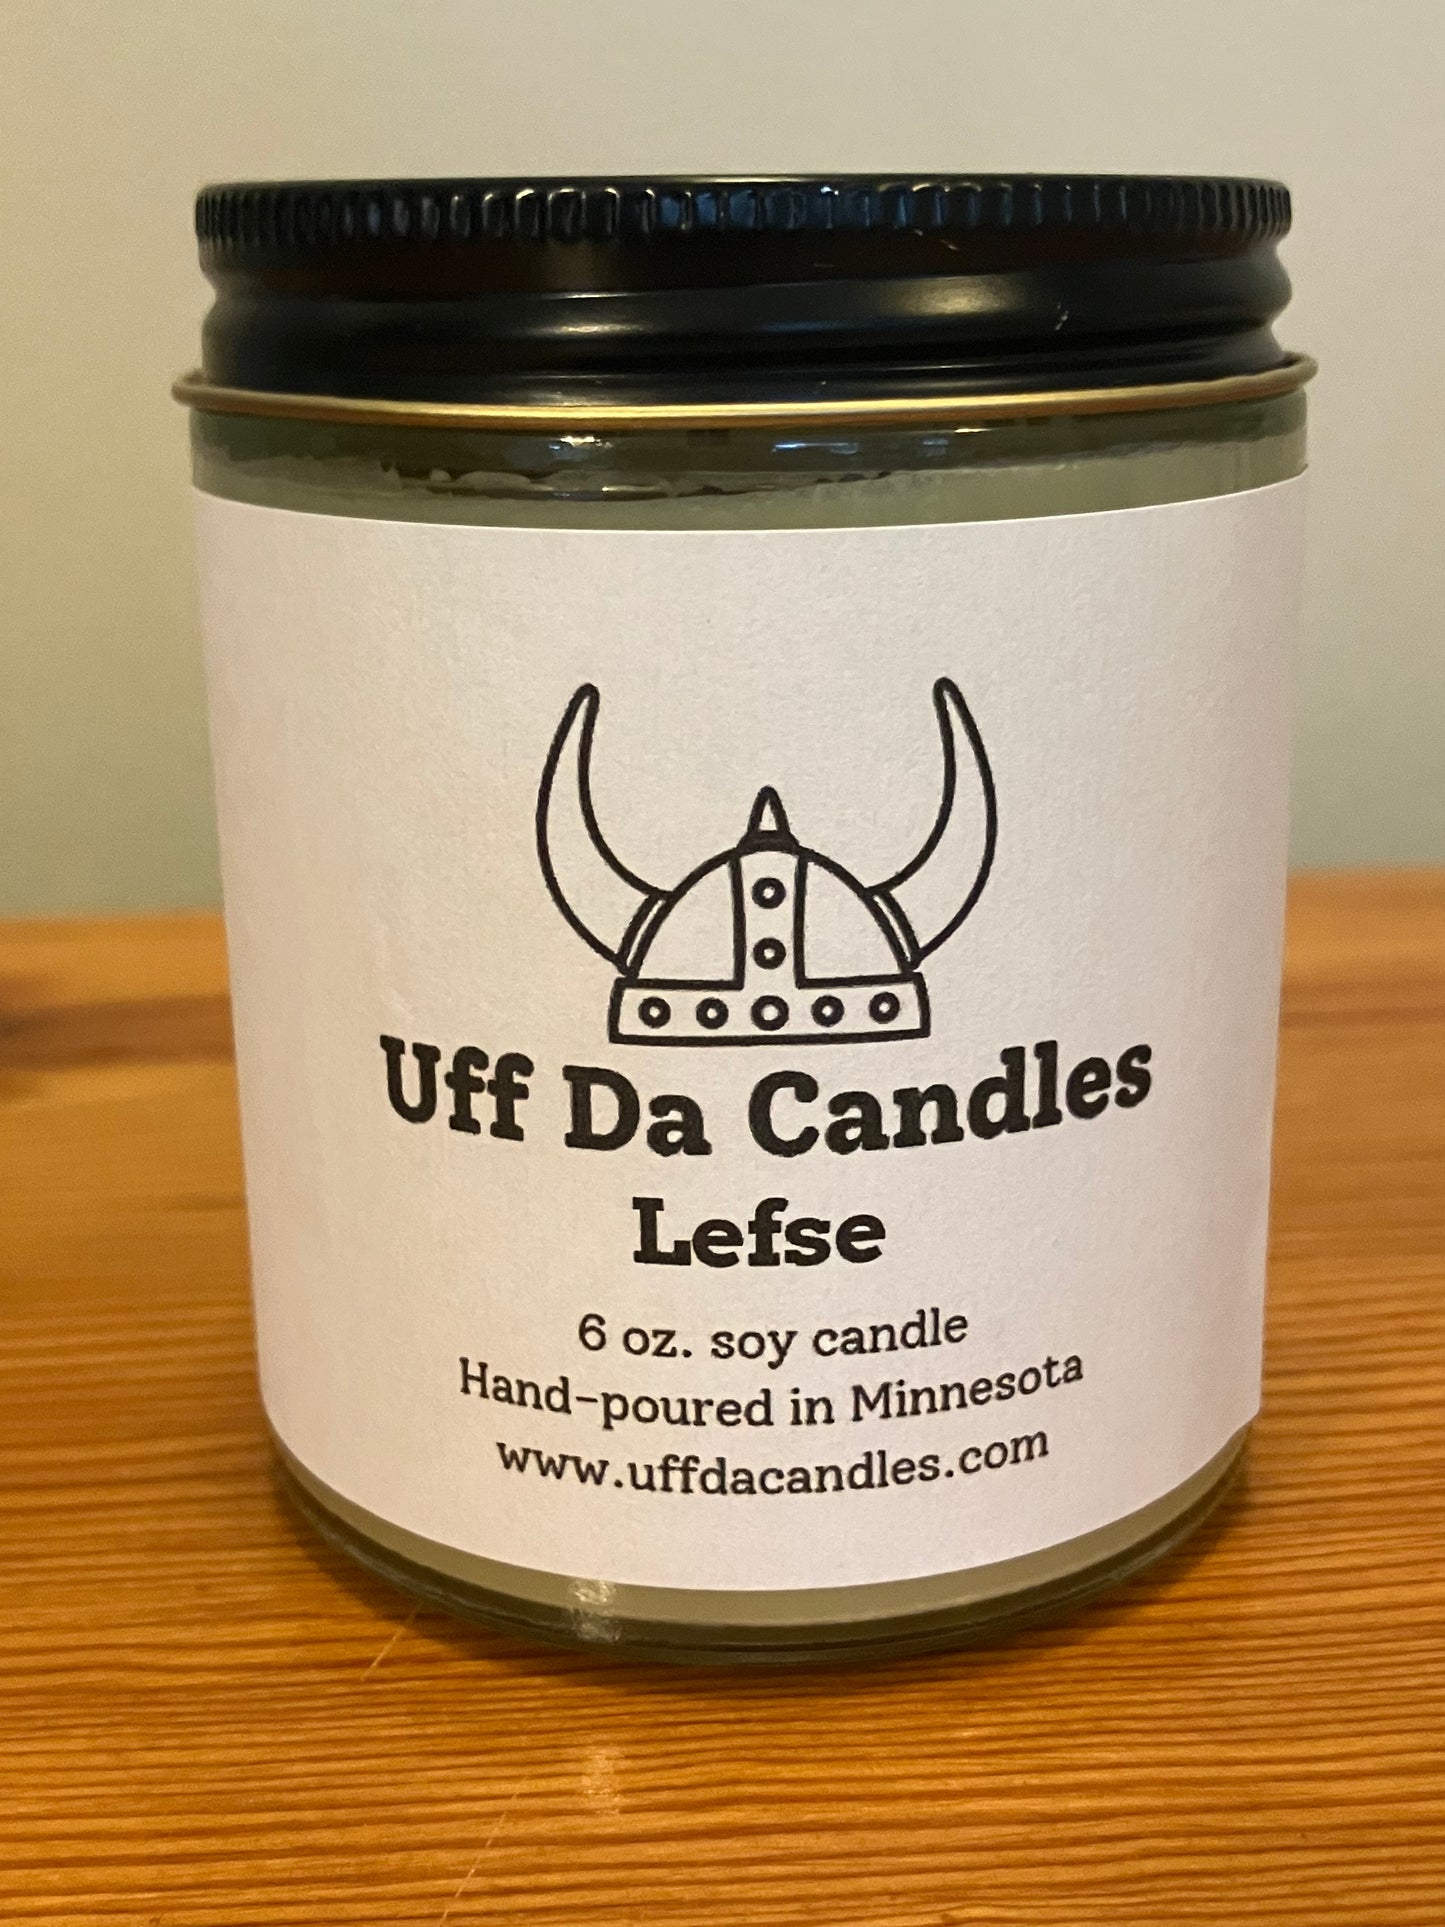 Uff Da Candles
Lefse
6 oz. soy candle
Hand-poured in Minnesota
www.uffdacandles.com